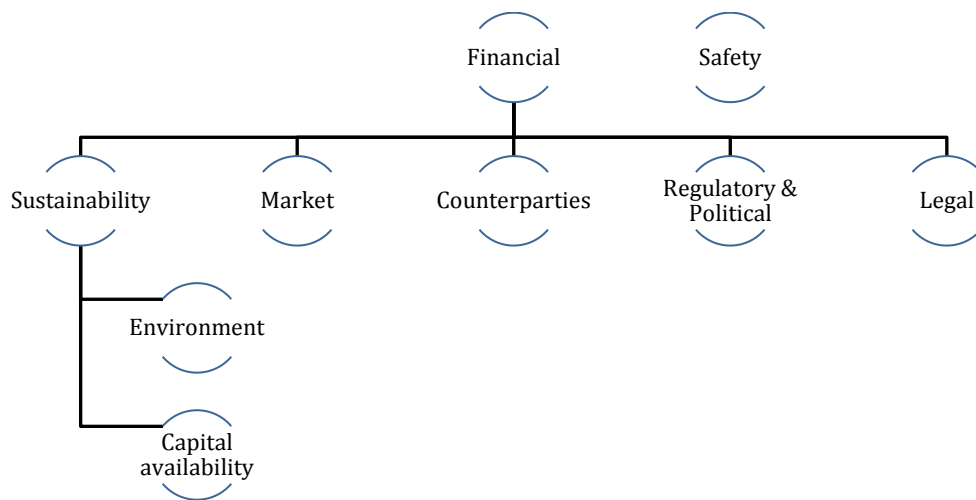 Financial
Safety
Sustainability
Market
Counterparties
Regulatory &
Political
Legal
Environment
Capital
availability